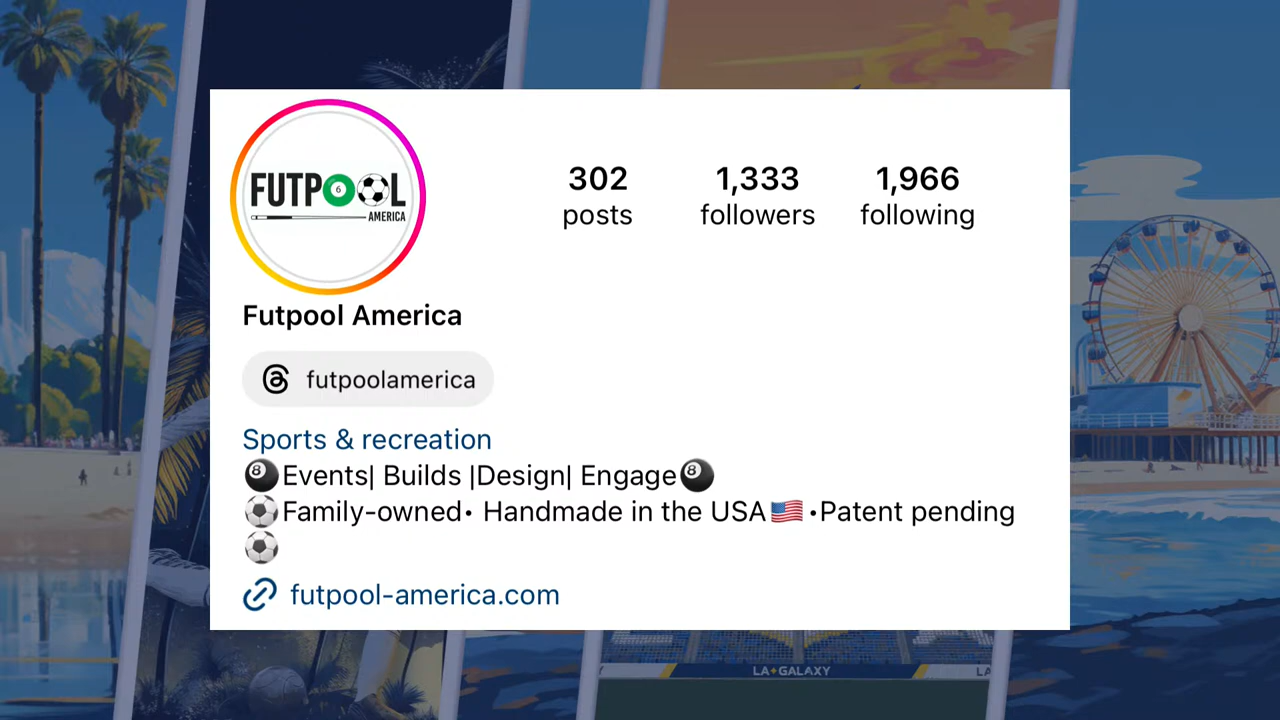 FUTPOOL
6
AMERICA
302 posts
1,333 followers
1,966 following
Futpool America
futpoolamerica
Sports & recreation
🎱Events| Builds |Design| Engage🎱
⚽Family-owned• Handmade in the USA🇺🇸 •Patent pending
⚽
futpool-america.com
LA GALAXY
LA